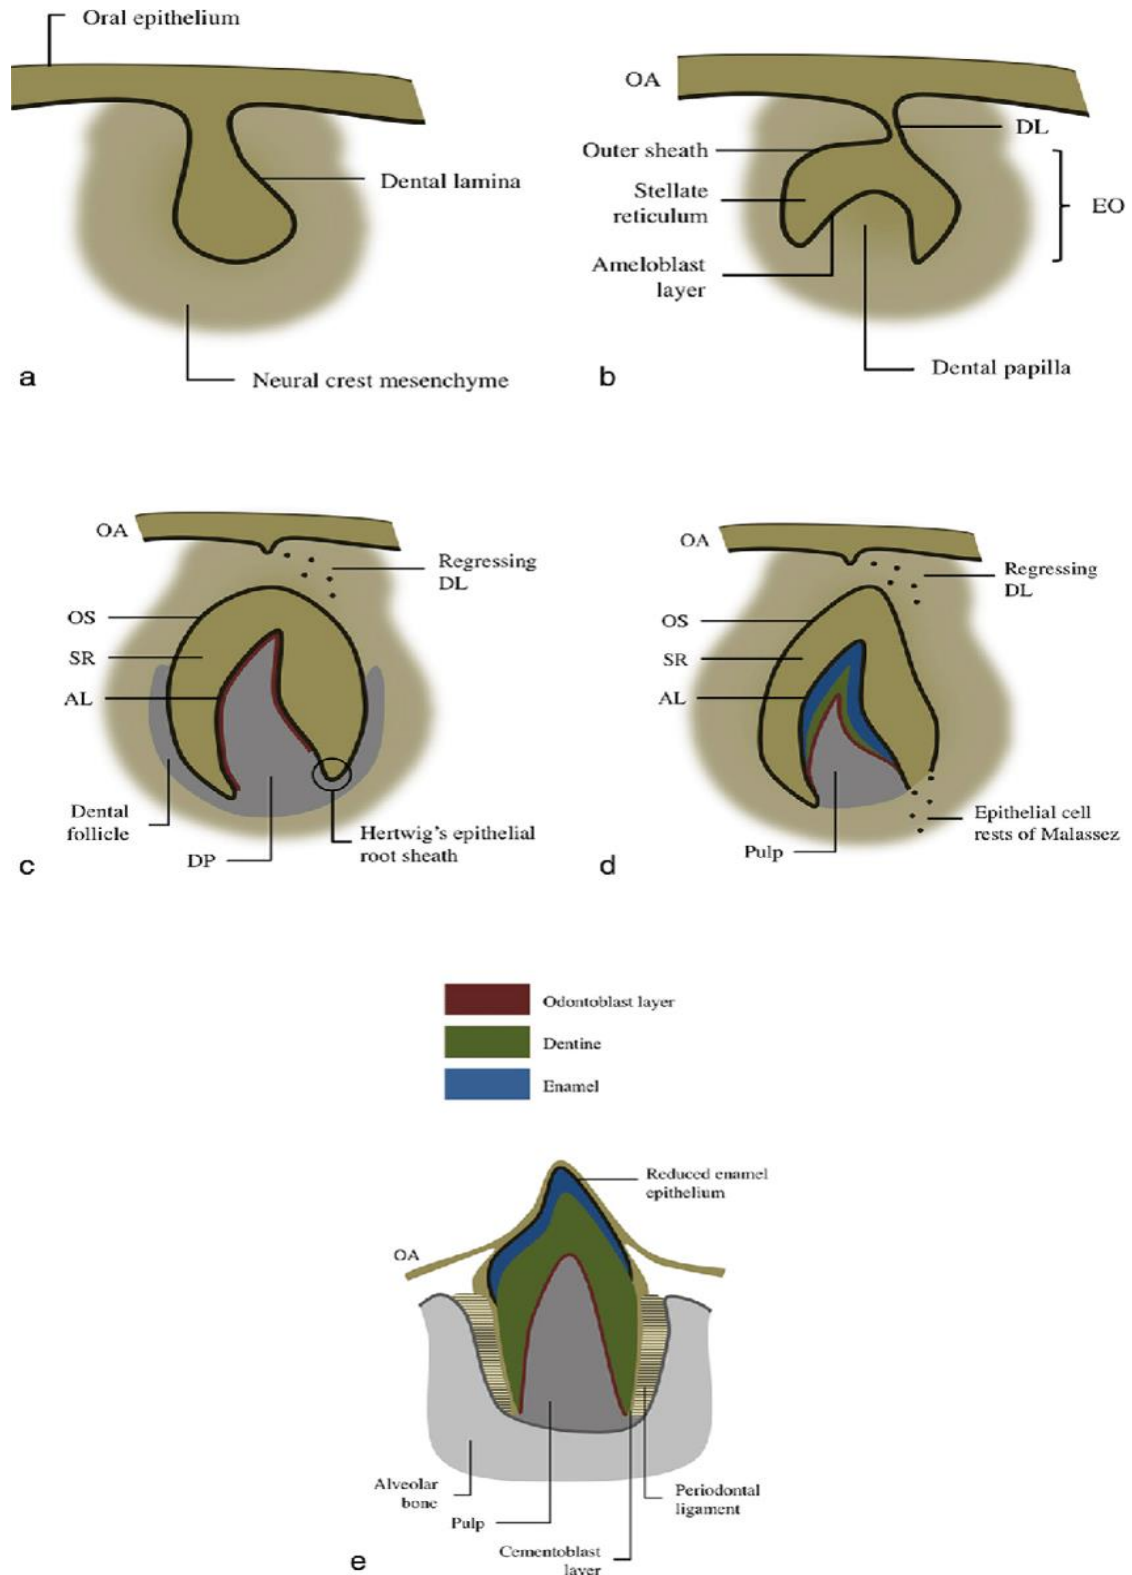 Oral epithelium
Dental lamina
Neural crest mesenchyme
a
OA
DL
Outer sheath
Stellate
reticulum
EO
Ameloblast
layer
Dental papilla
b
OA
Regressing
DL
OS
SR
AL
Dental
follicle
DP
Hertwig's epithelial
root sheath
c
OA
Regressing
DL
OS
SR
AL
Epithelial cell
rests of Malassez
Pulp
d
Odontoblast layer
Dentine
Enamel
Reduced enamel
epithelium
OA
Alveolar
bone
Pulp
Cementoblast
layer
Periodontal
ligament
e